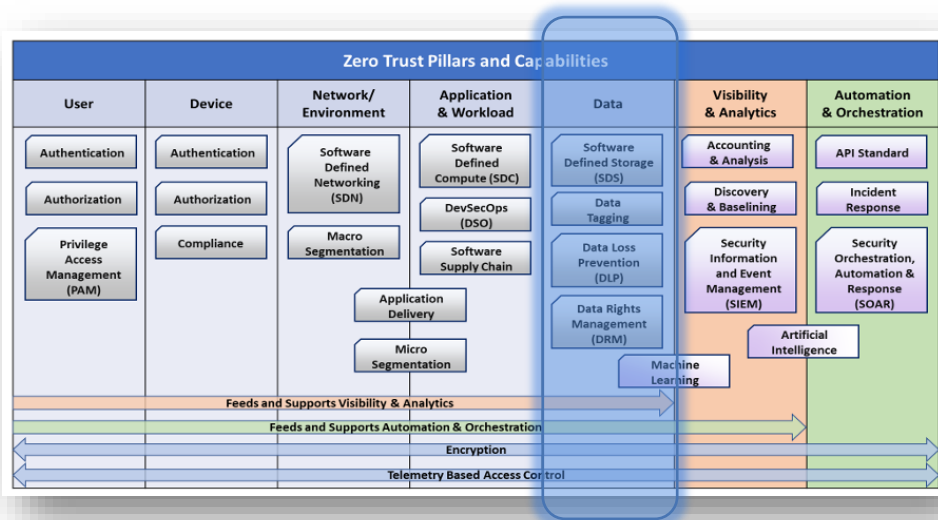 Zero Trust Pillars and Capabilities
User
Device
Network/
Environment
Application
& Workload
Data
Visibility
& Analytics
Automation
& Orchestration
Authentication
Authorization
Privilege
Access
Management
(PAM)
Authentication
Authorization
Compliance
Software
Defined
Networking
(SDN)
Macro
Segmentation
Software
Defined
Compute (SDC)
DevSecOps
(DSO)
Software
Supply Chain
Application
Delivery
Micro
Segmentation
Software
Defined Storage
(SDS)
Data
Tagging
Data Loss
Prevention
(DLP)
Data Rights
Management
(DRM)
Machine
Learning
Accounting
& Analysis
Discovery
& Baselining
Security
Information
and Event
Management
(SIEM)
Artificial
Intelligence
API Standard
Incident
Response
Security
Orchestration,
Automation &
Response
(SOAR)
Feeds and Supports Visibility & Analytics
Feeds and Supports Automation & Orchestration
Encryption
Telemetry Based Access Control